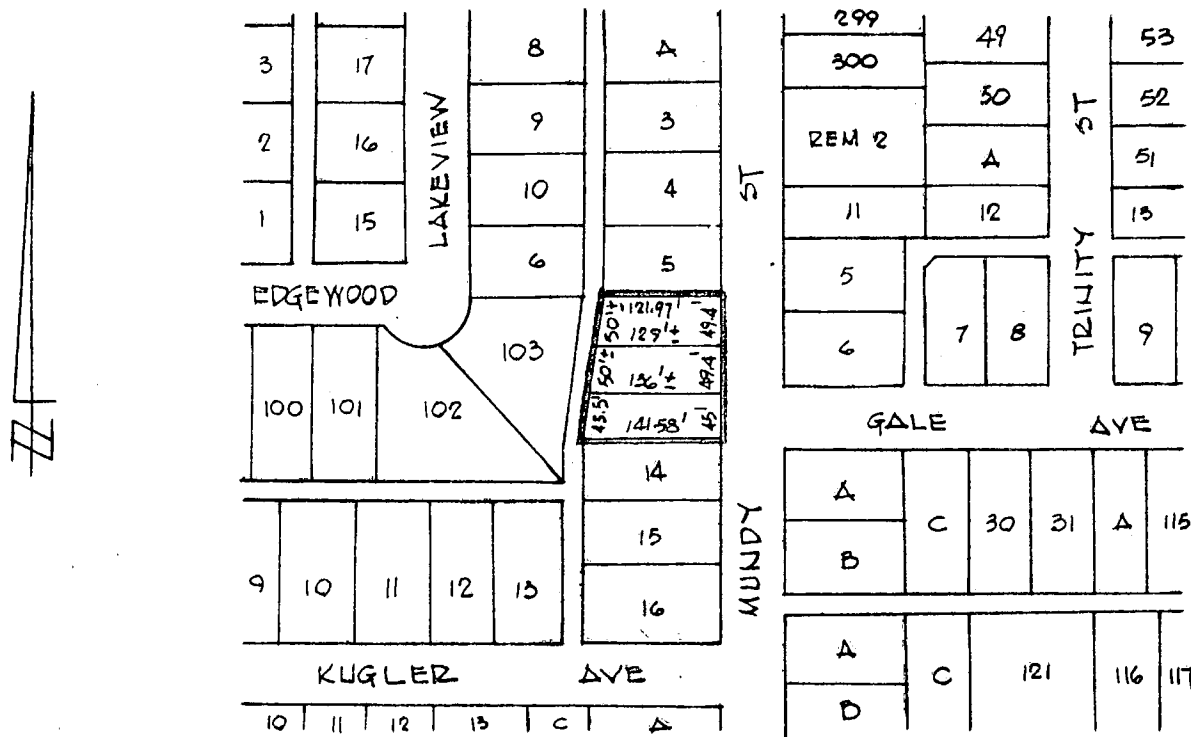 299
8 A 49 53
3 17 300
LAKEVIEW
9 3 50 52
ST
2 16 REM 2
A 51
10 4 ST
1 15 11 12 13
6 5
TRINITY
EDGEWOOD 5
50'± 121.97' 49.4'
129'±
103 6 7 8 9
50'± 136'± 49.4'
100 101 102
43.5' 141.58' 45'
GALE AVE
14
A
C 30 31 A 115
MUNDY
15
B
9 10 11 12 13
16
A
KUGLER AVE C 121 116 117
B
10 11 12 13 C A